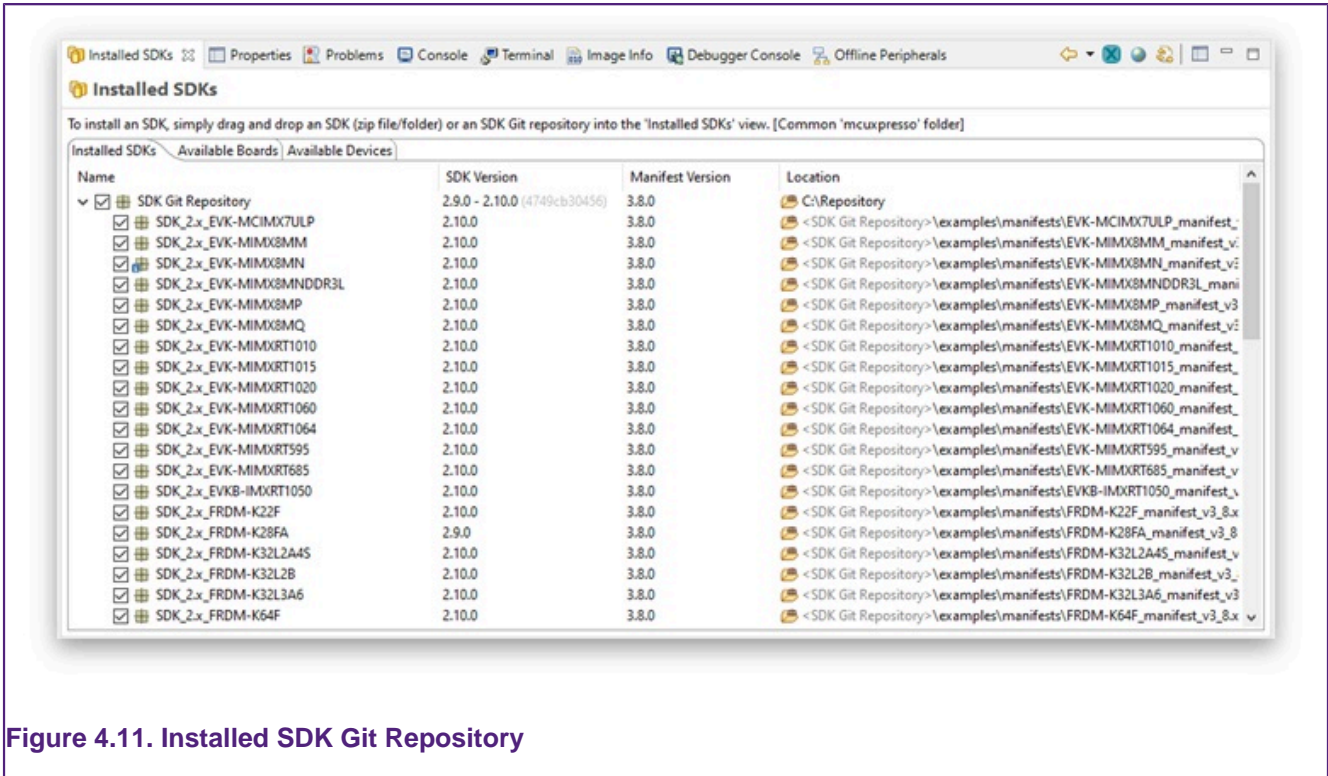 Installed SDKs Properties Problems Console Terminal Image Info Debugger Console Offline Peripherals
Installed SDKs
To install an SDK, simply drag and drop an SDK (zip file/folder) or an SDK Git repository into the 'Installed SDKs' view. [Common 'mcuxpresso' folder]
Installed SDKs Available Boards Available Devices
Name SDK Version Manifest Version Location
SDK Git Repository 2.9.0 - 2.10.0 (4749cb30456) 3.8.0 C:\Repository
SDK_2.x_EVK-MCIMX7ULP 2.10.0 3.8.0 <SDK Git Repository>\examples\manifests\EVK-MCIMX7ULP_manifest_
SDK_2.x_EVK-MIMX8MM 2.10.0 3.8.0 <SDK Git Repository>\examples\manifests\EVK-MIMX8MM_manifest_v
SDK_2.x_EVK-MIMX8MN 2.10.0 3.8.0 <SDK Git Repository>\examples\manifests\EVK-MIMX8MN_manifest_v3
SDK_2.x_EVK-MIMX8MNDDR3L 2.10.0 3.8.0 <SDK Git Repository>\examples\manifests\EVK-MIMX8MNDDR3L_mani
SDK_2.x_EVK-MIMX8MP 2.10.0 3.8.0 <SDK Git Repository>\examples\manifests\EVK-MIMX8MP_manifest_v3
SDK_2.x_EVK-MIMX8MQ 2.10.0 3.8.0 <SDK Git Repository>\examples\manifests\EVK-MIMX8MQ_manifest_v3
SDK_2.x_EVK-MIMXRT1010 2.10.0 3.8.0 <SDK Git Repository>\examples\manifests\EVK-MIMXRT1010_manifest_
SDK_2.x_EVK-MIMXRT1015 2.10.0 3.8.0 <SDK Git Repository>\examples\manifests\EVK-MIMXRT1015_manifest_
SDK_2.x_EVK-MIMXRT1020 2.10.0 3.8.0 <SDK Git Repository>\examples\manifests\EVK-MIMXRT1020_manifest_
SDK_2.x_EVK-MIMXRT1060 2.10.0 3.8.0 <SDK Git Repository>\examples\manifests\EVK-MIMXRT1060_manifest_
SDK_2.x_EVK-MIMXRT1064 2.10.0 3.8.0 <SDK Git Repository>\examples\manifests\EVK-MIMXRT1064_manifest_
SDK_2.x_EVK-MIMXRT595 2.10.0 3.8.0 <SDK Git Repository>\examples\manifests\EVK-MIMXRT595_manifest_v
SDK_2.x_EVK-MIMXRT685 2.10.0 3.8.0 <SDK Git Repository>\examples\manifests\EVK-MIMXRT685_manifest_v
SDK_2.x_EVKB-IMXRT1050 2.10.0 3.8.0 <SDK Git Repository>\examples\manifests\EVKB-IMXRT1050_manifest_v
SDK_2.x_FRDM-K22F 2.10.0 3.8.0 <SDK Git Repository>\examples\manifests\FRDM-K22F_manifest_v3_8.x
SDK_2.x_FRDM-K28FA 2.9.0 3.8.0 <SDK Git Repository>\examples\manifests\FRDM-K28FA_manifest_v3_8
SDK_2.x_FRDM-K32L2A4S 2.10.0 3.8.0 <SDK Git Repository>\examples\manifests\FRDM-K32L2A4S_manifest_v
SDK_2.x_FRDM-K32L2B 2.10.0 3.8.0 <SDK Git Repository>\examples\manifests\FRDM-K32L2B_manifest_v3_
SDK_2.x_FRDM-K32L3A6 2.10.0 3.8.0 <SDK Git Repository>\examples\manifests\FRDM-K32L3A6_manifest_v3
SDK_2.x_FRDM-K64F 2.10.0 3.8.0 <SDK Git Repository>\examples\manifests\FRDM-K64F_manifest_v3_8.x
Figure 4.11. Installed SDK Git Repository